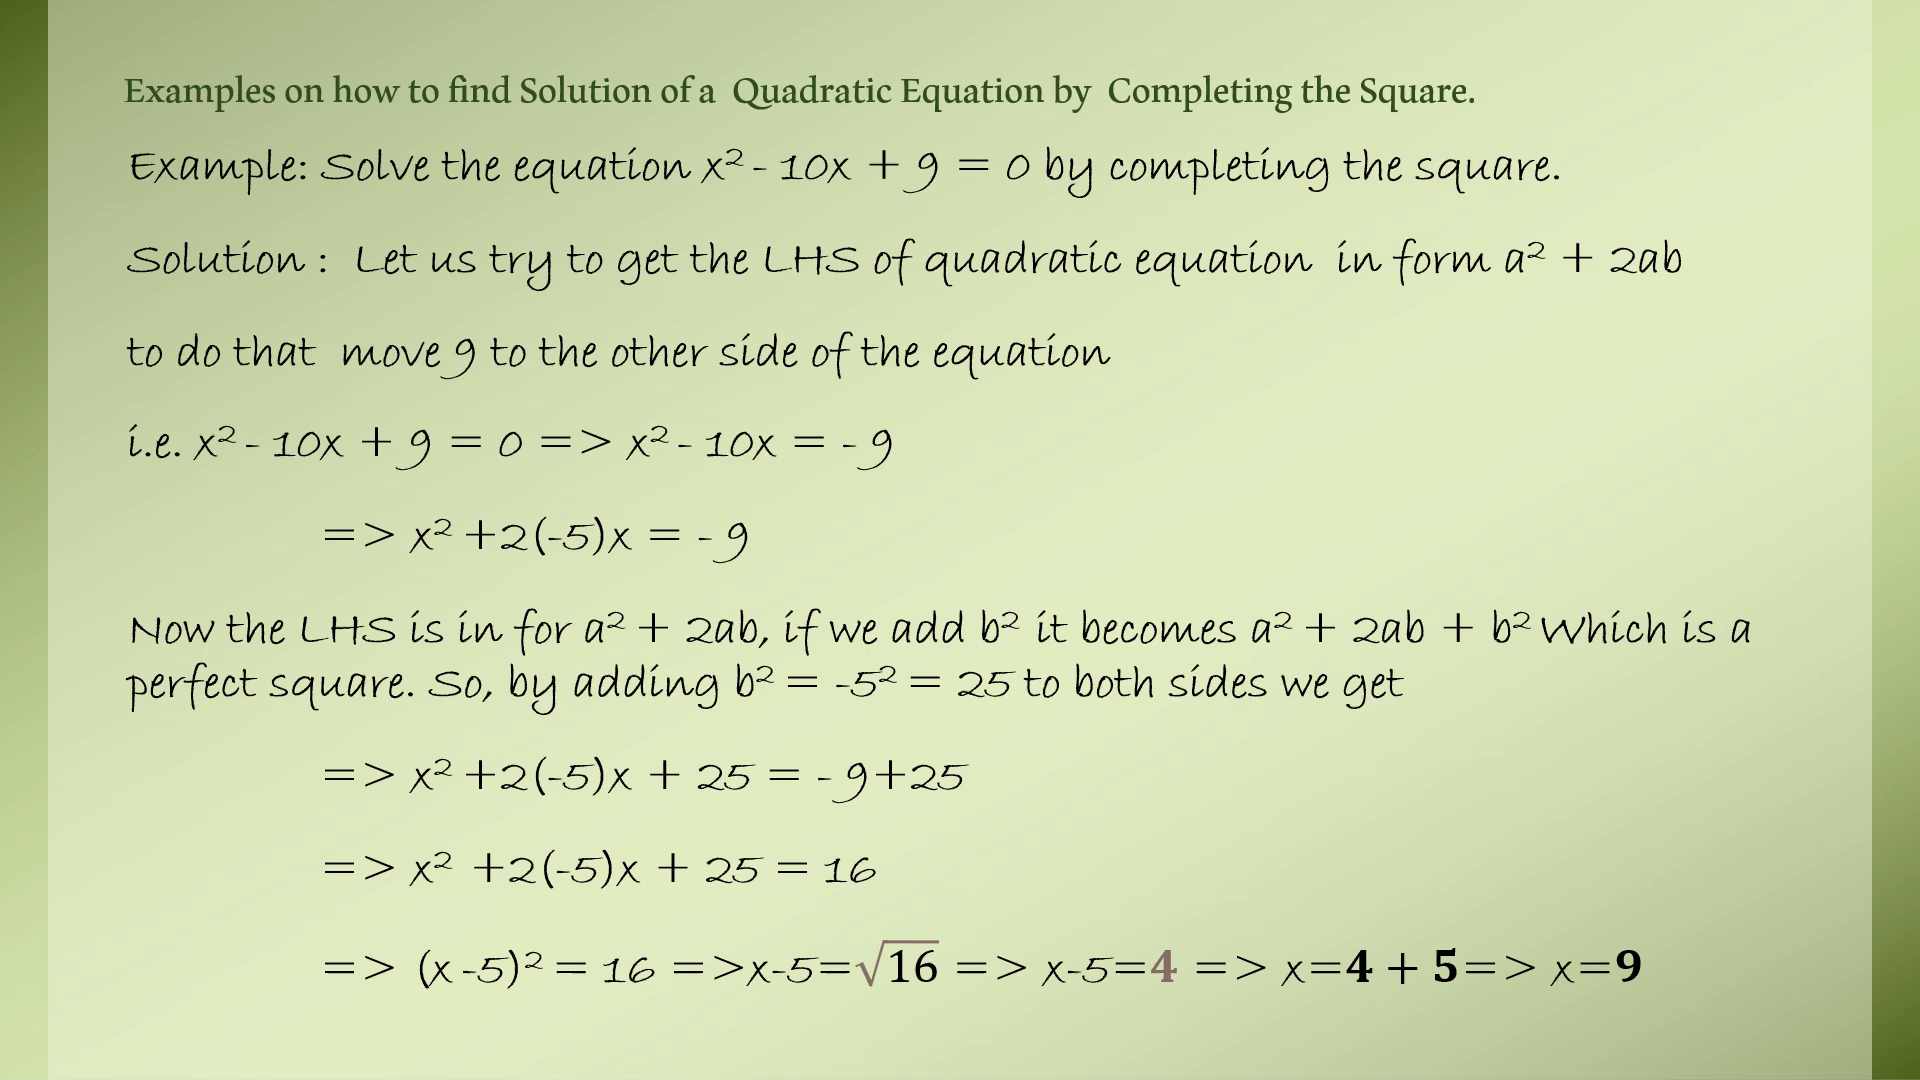 Examples on how to find Solution of a Quadratic Equation by Completing the Square.
Example: Solve the equation x² - 10x + 9 = 0 by completing the square.
Solution : Let us try to get the LHS of quadratic equation in form a² + 2ab
to do that move 9 to the other side of the equation
i.e. x² - 10x + 9 = 0 => x² - 10x = - 9
=> x² +2(-5)x = - 9
Now the LHS is in for a² + 2ab, if we add b² it becomes a² + 2ab + b² Which is a
perfect square. So, by adding b² = -5² = 25 to both sides we get
=> x² +2(-5)x + 25 = - 9+25
=> x² +2(-5)x + 25 = 16
=> (x -5)² = 16 =>x-5=√16 => x-5=4 => x=4 + 5=> x=9